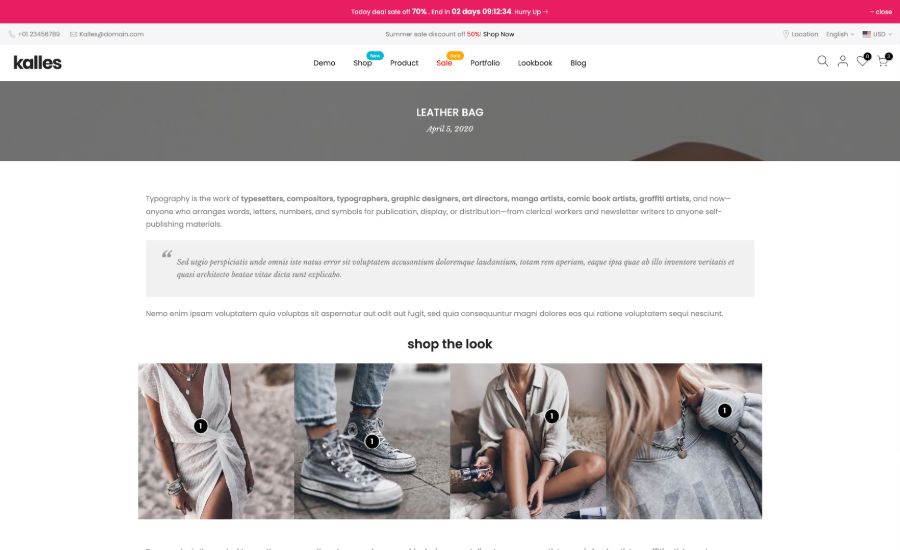 Today deal sale off 70% . End in 02 days 09:12:34. Hurry Up → close
+01 23456789 Kalles@domain.com Summer sale discount off 50%! Shop Now Location English USD
New Sale
kalles Demo Shop Product Sale Portfolio Lookbook Blog 0 0
LEATHER BAG
April 5, 2020
Typography is the work of typesetters, compositors, typographers, graphic designers, art directors, manga artists, comic book artists, graffiti artists, and now—
anyone who arranges words, letters, numbers, and symbols for publication, display, or distribution—from clerical workers and newsletter writers to anyone self-
publishing materials.
“ Sed utgio perspiciatis unde omnis iste natus error sit voluptatem accusantium doloremque laudantium, totam rem aperiam, eaque ipsa quae ab illo inventore veritatis et
quasi architecto beatae vitae dicta sunt explicabo.
Nemo enim ipsam voluptatem quia voluptas sit aspernatur aut odit aut fugit, sed quia consequuntur magni dolores eos qui ratione voluptatem sequi nesciunt.
shop the look
1 1 1 1